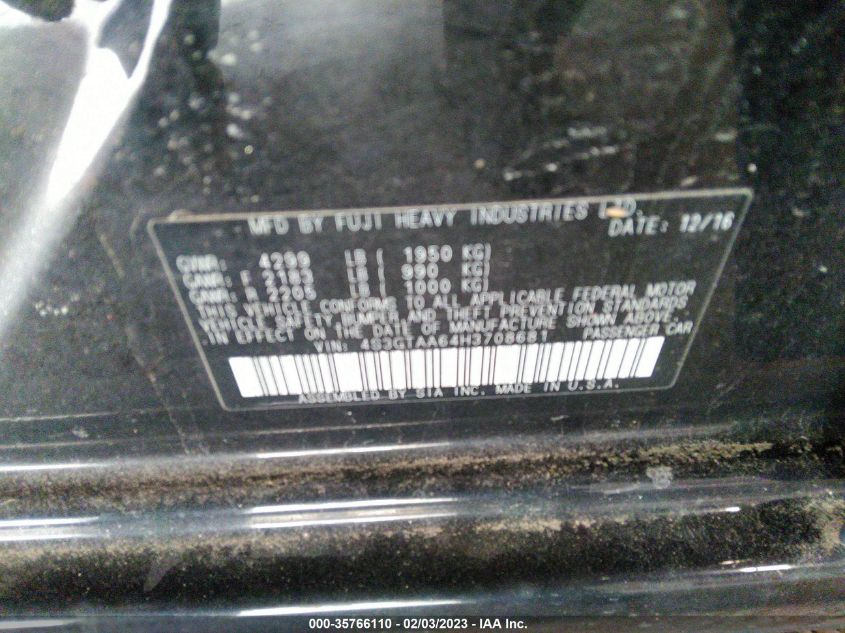 MFD BY FUJI HEAVY INDUSTRIES LTD.
DATE: 12/16
GVWR: 4299 LB ( 1950 KG)
GAWR: F 2183 LB ( 990 KG)
GAWR: R 2205 LB ( 1000 KG)
THIS VEHICLE CONFORMS TO ALL APPLICABLE FEDERAL MOTOR
VEHICLE SAFETY BUMPER AND THEFT PREVENTION STANDARDS
IN EFFECT ON THE DATE OF MANUFACTURE SHOWN ABOVE.
VIN: 4S3GTAA64H3708681 PASSENGER CAR
ASSEMBLED BY SIA INC. MADE IN U.S.A.
000-35766110 - 02/03/2023 - IAA Inc.